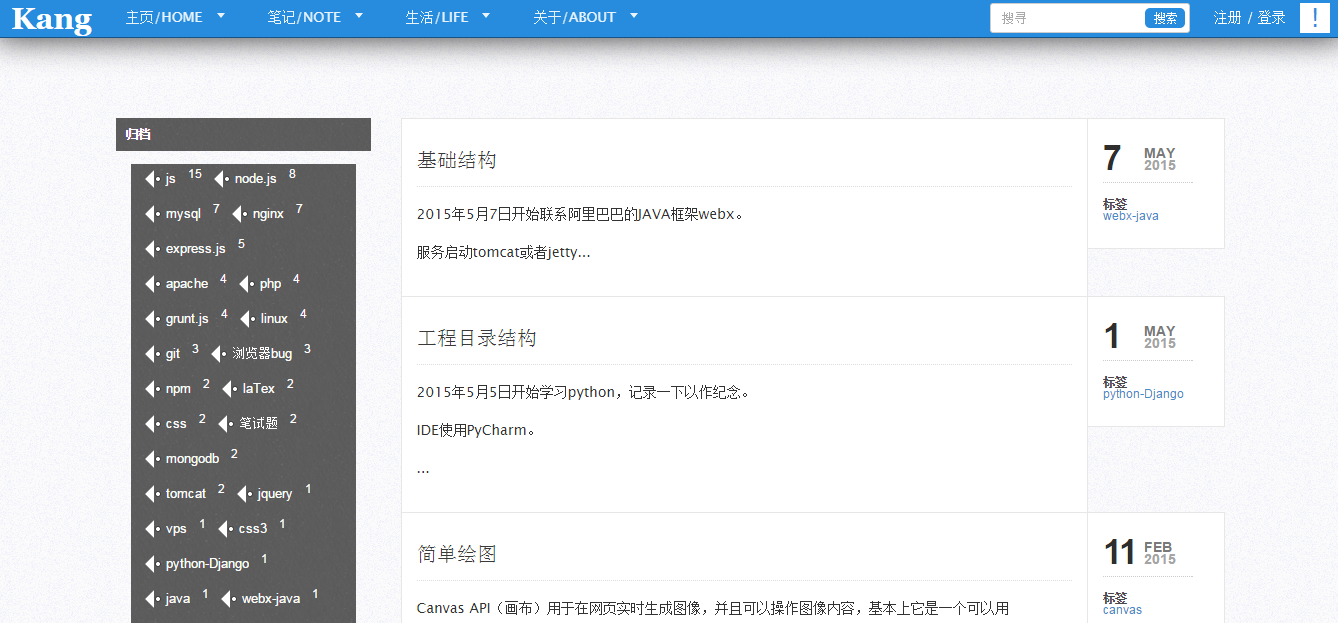 Kang 主页/HOME 笔记/NOTE 生活/LIFE 关于/ABOUT 搜寻 搜索 注册 / 登录 !
归档
js 15 node.js 8
mysql 7 nginx 7
express.js 5
apache 4 php 4
grunt.js 4 linux 4
git 3 浏览器bug 3
npm 2 laTex 2
css 2 笔试题 2
mongodb 2
tomcat 2 jquery 1
vps 1 css3 1
python-Django 1
java 1 webx-java 1
基础结构
2015年5月7日开始联系阿里巴巴的JAVA框架webx。
服务启动tomcat或者jetty...
7 MAY
2015
标签
webx-java
工程目录结构
2015年5月5日开始学习python，记录一下以作纪念。
IDE使用PyCharm。
...
1 MAY
2015
标签
python-Django
简单绘图
Canvas API（画布）用于在网页实时生成图像，并且可以操作图像内容，基本上它是一个可以用
11 FEB
2015
标签
canvas